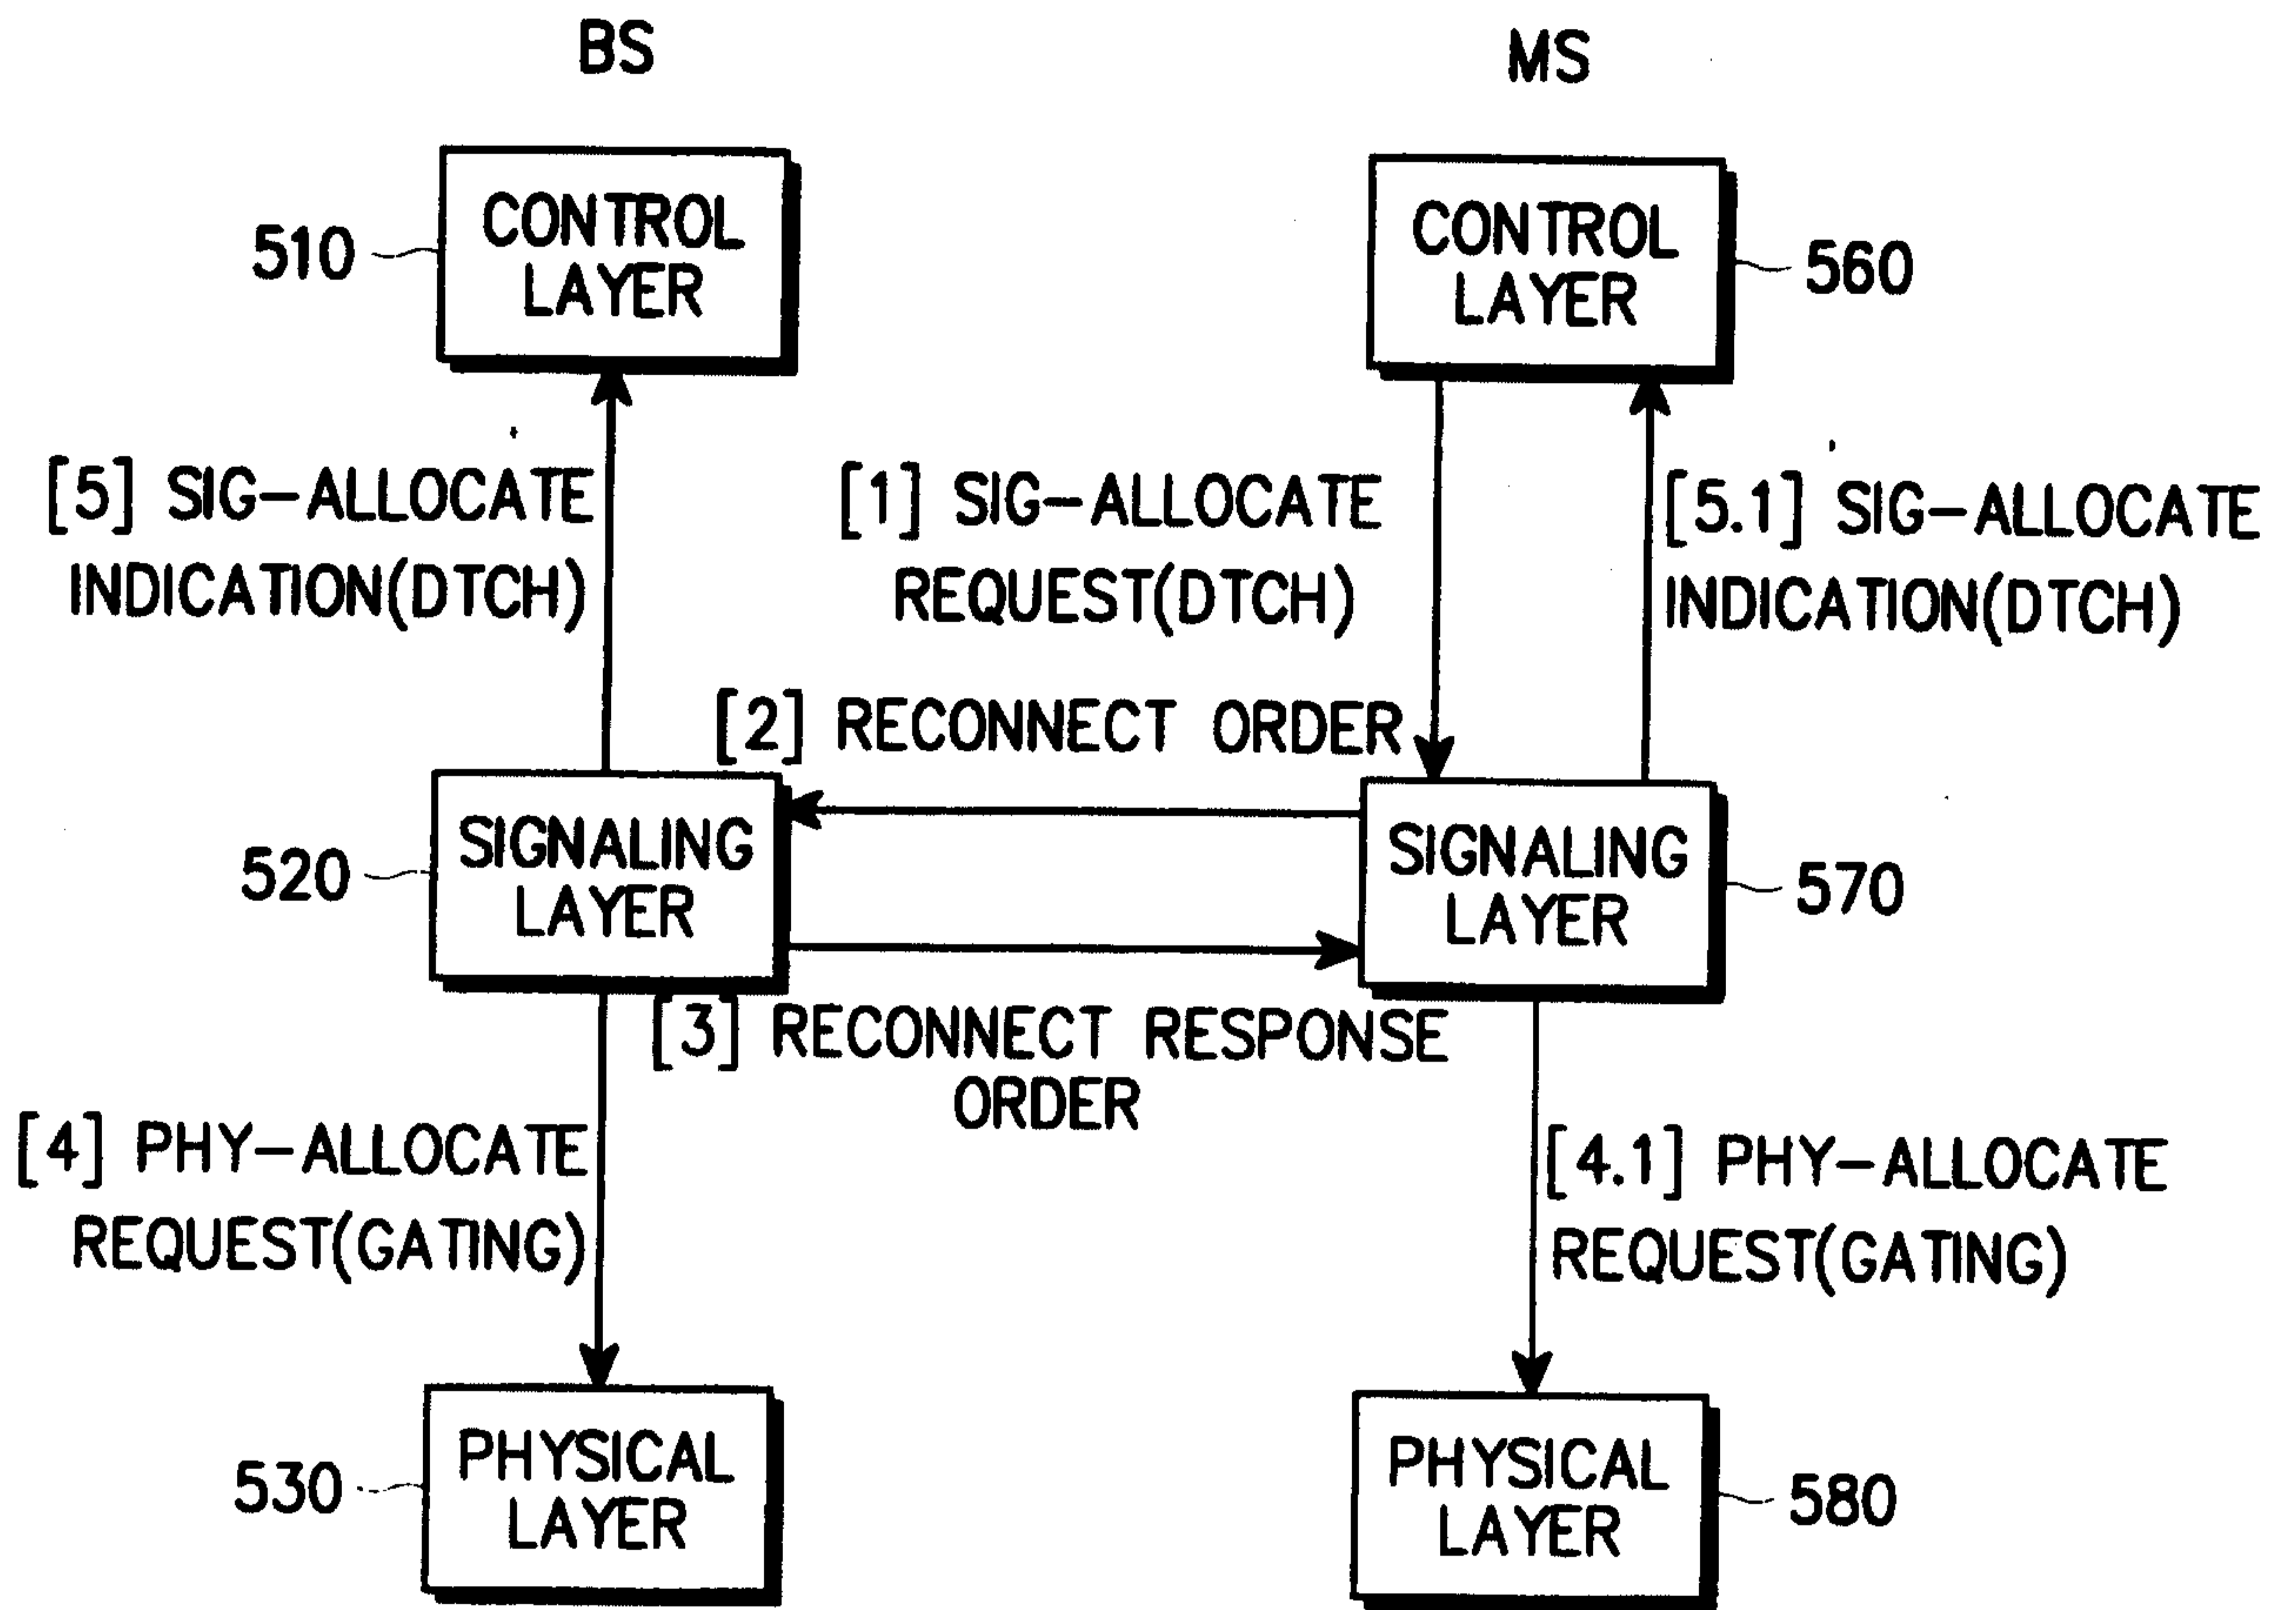 BS
MS
CONTROL
LAYER
510
CONTROL
LAYER
560
[5] SIG-ALLOCATE
INDICATION(DTCH)
[1] SIG-ALLOCATE
REQUEST(DTCH)
[5.1] SIG-ALLOCATE
INDICATION(DTCH)
[2] RECONNECT ORDER
SIGNALING
LAYER
520
SIGNALING
LAYER
570
[3] RECONNECT RESPONSE
ORDER
[4] PHY-ALLOCATE
REQUEST(GATING)
[4.1] PHY-ALLOCATE
REQUEST(GATING)
PHYSICAL
LAYER
530
PHYSICAL
LAYER
580